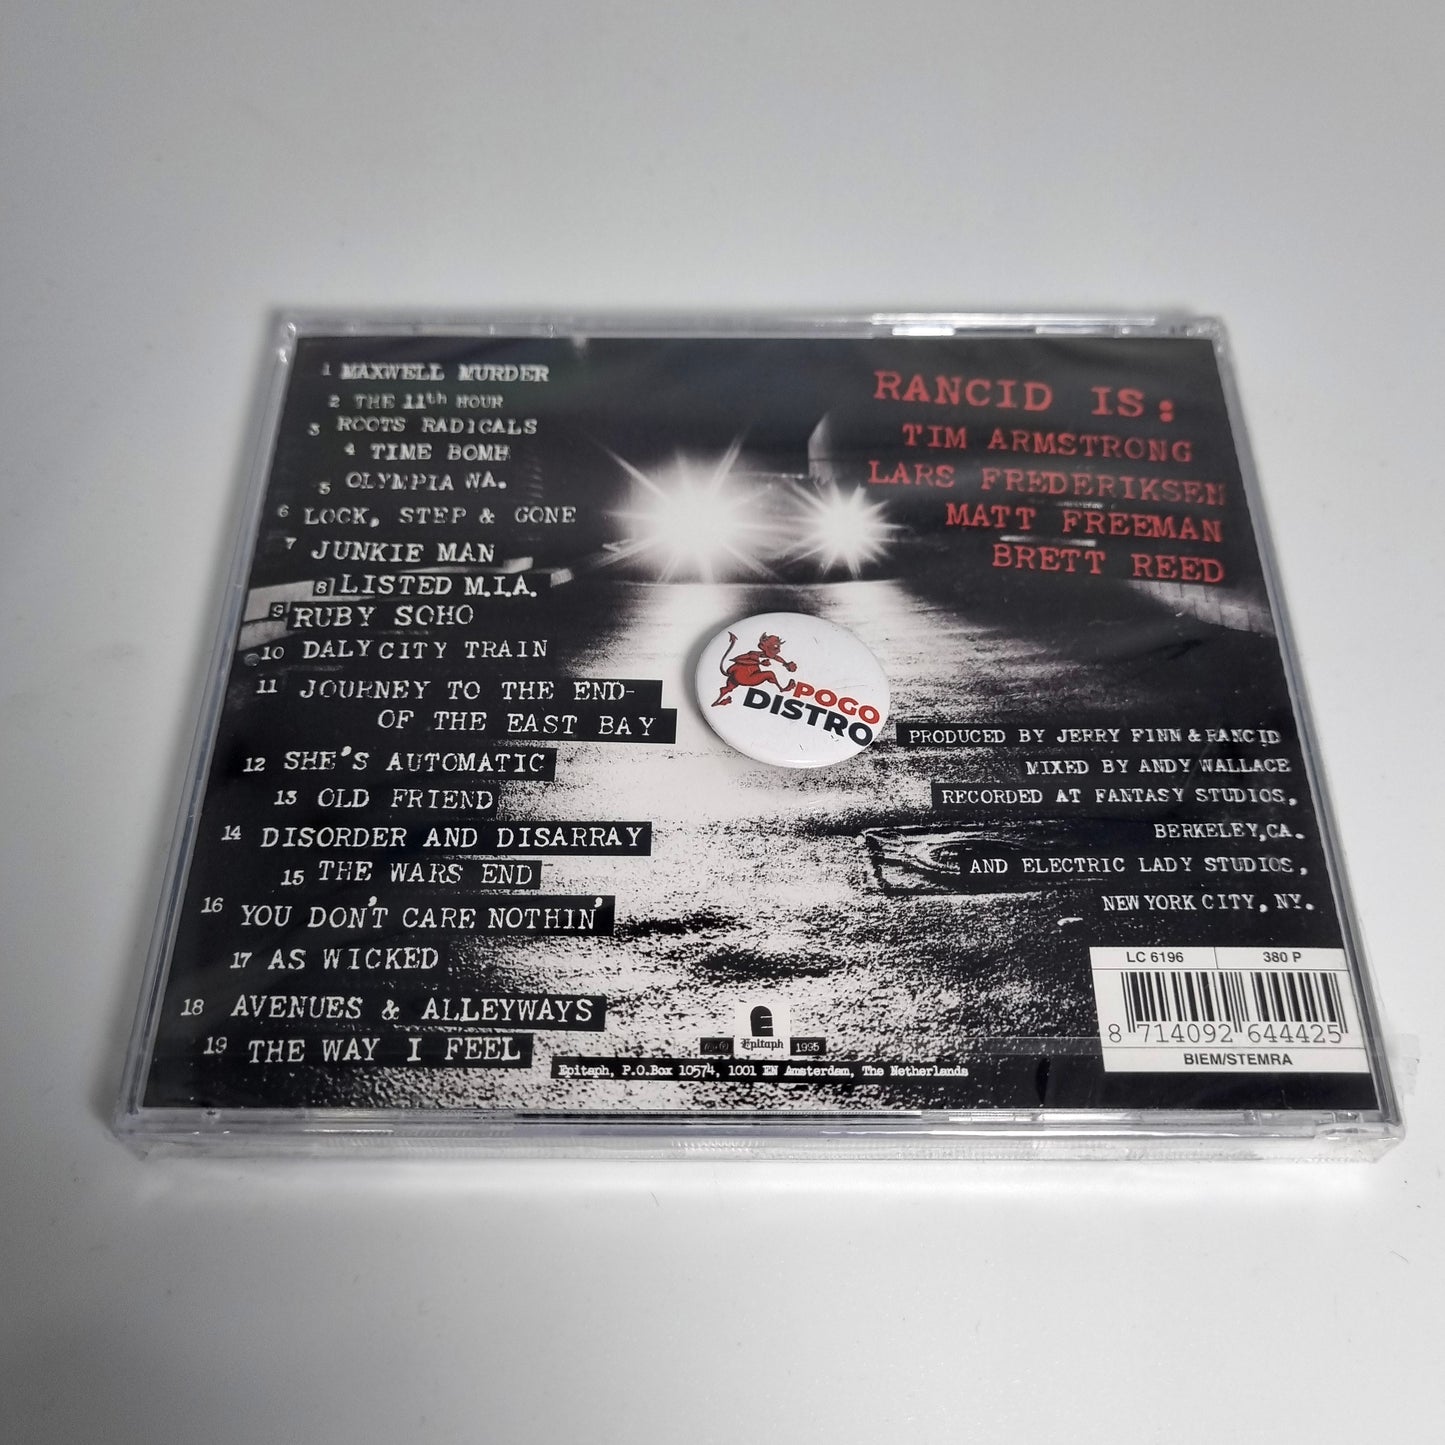 1 MAXWELL MURDER
2 THE 11th HOUR
3 ROOTS RADICALS
4 TIME BOMB
5 OLYMPIA WA.
6 LOCK, STEP & GONE
7 JUNKIE MAN
8 LISTED M.I.A.
9 RUBY SOHO
10 DALY CITY TRAIN
11 JOURNEY TO THE END-
OF THE EAST BAY
12 SHE'S AUTOMATIC
13 OLD FRIEND
14 DISORDER AND DISARRAY
15 THE WARS END
16 YOU DON'T CARE NOTHIN'
17 AS WICKED
18 AVENUES & ALLEYWAYS
19 THE WAY I FEEL
RANCID IS:
TIM ARMSTRONG
LARS FREDERIKSEN
MATT FREEMAN
BRETT REED
POGO
DISTRO
PRODUCED BY JERRY FINN & RANCID
MIXED BY ANDY WALLACE
RECORDED AT FANTASY STUDIOS,
BERKELEY, CA.
AND ELECTRIC LADY STUDIOS,
NEW YORK CITY, NY.
LC 6196 380 P
8 714092 644425
BIEM/STEMRA
E
Epitaph 1995
Epitaph, P.O.Box 10574, 1001 EN Amsterdam, The Netherlands